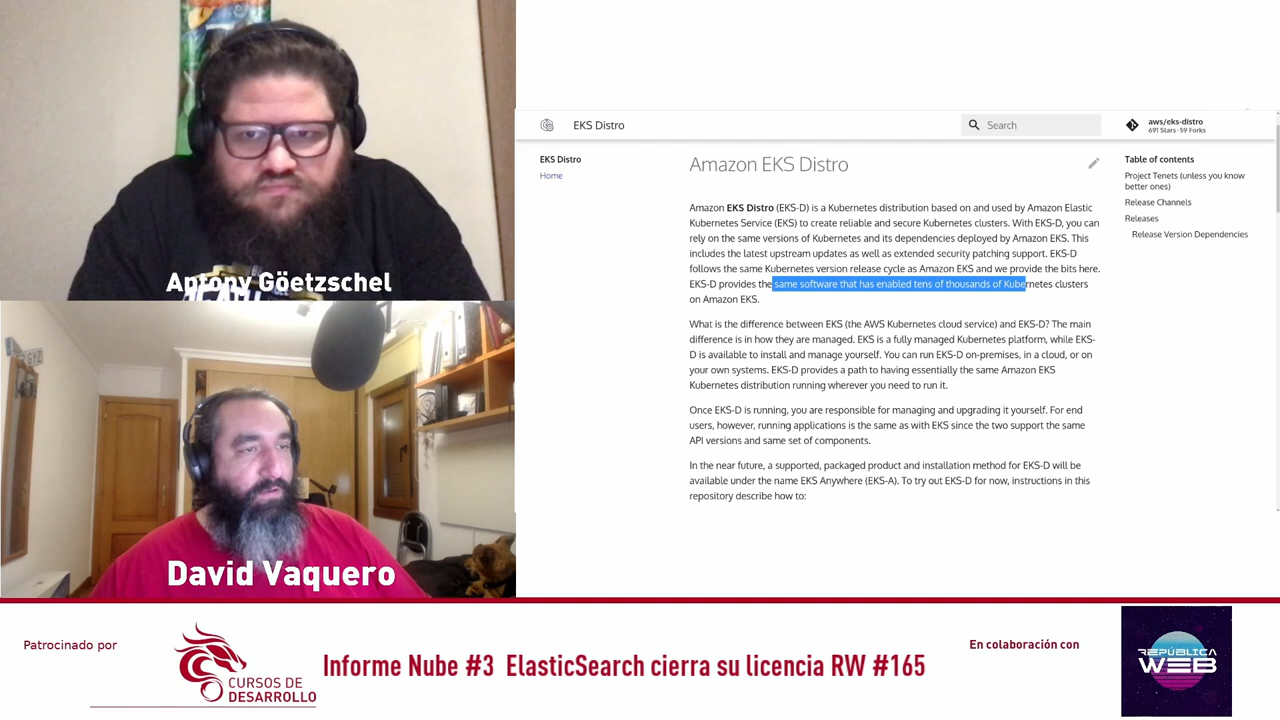 Antony Göetzschel
David Vaquero
EKS Distro
Search
aws/eks-distro
691 Stars · 59 Forks
EKS Distro
Home
Amazon EKS Distro
Amazon EKS Distro (EKS-D) is a Kubernetes distribution based on and used by Amazon Elastic
Kubernetes Service (EKS) to create reliable and secure Kubernetes clusters. With EKS-D, you can
rely on the same versions of Kubernetes and its dependencies deployed by Amazon EKS. This
includes the latest upstream updates as well as extended security patching support. EKS-D
follows the same Kubernetes version release cycle as Amazon EKS and we provide the bits here.
EKS-D provides the same software that has enabled tens of thousands of Kubernetes clusters
on Amazon EKS.
What is the difference between EKS (the AWS Kubernetes cloud service) and EKS-D? The main
difference is in how they are managed. EKS is a fully managed Kubernetes platform, while EKS-
D is available to install and manage yourself. You can run EKS-D on-premises, in a cloud, or on
your own systems. EKS-D provides a path to having essentially the same Amazon EKS
Kubernetes distribution running wherever you need to run it.
Once EKS-D is running, you are responsible for managing and upgrading it yourself. For end
users, however, running applications is the same as with EKS since the two support the same
API versions and same set of components.
In the near future, a supported, packaged product and installation method for EKS-D will be
available under the name EKS Anywhere (EKS-A). To try out EKS-D for now, instructions in this
repository describe how to:
Table of contents
Project Tenets (unless you know
better ones)
Release Channels
Releases
Release Version Dependencies
Patrocinado por
CURSOS DE
DESARROLLO
Informe Nube #3 ElasticSearch cierra su licencia RW #165
En colaboración con
REPÚBLICA
WEB